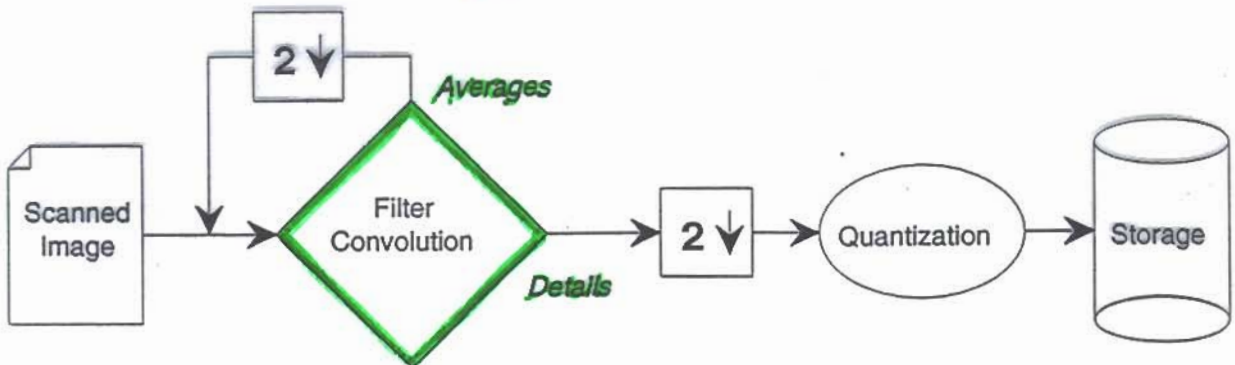 2↓
Averages
Scanned
Image
Filter
Convolution
2↓
Quantization
Storage
Details